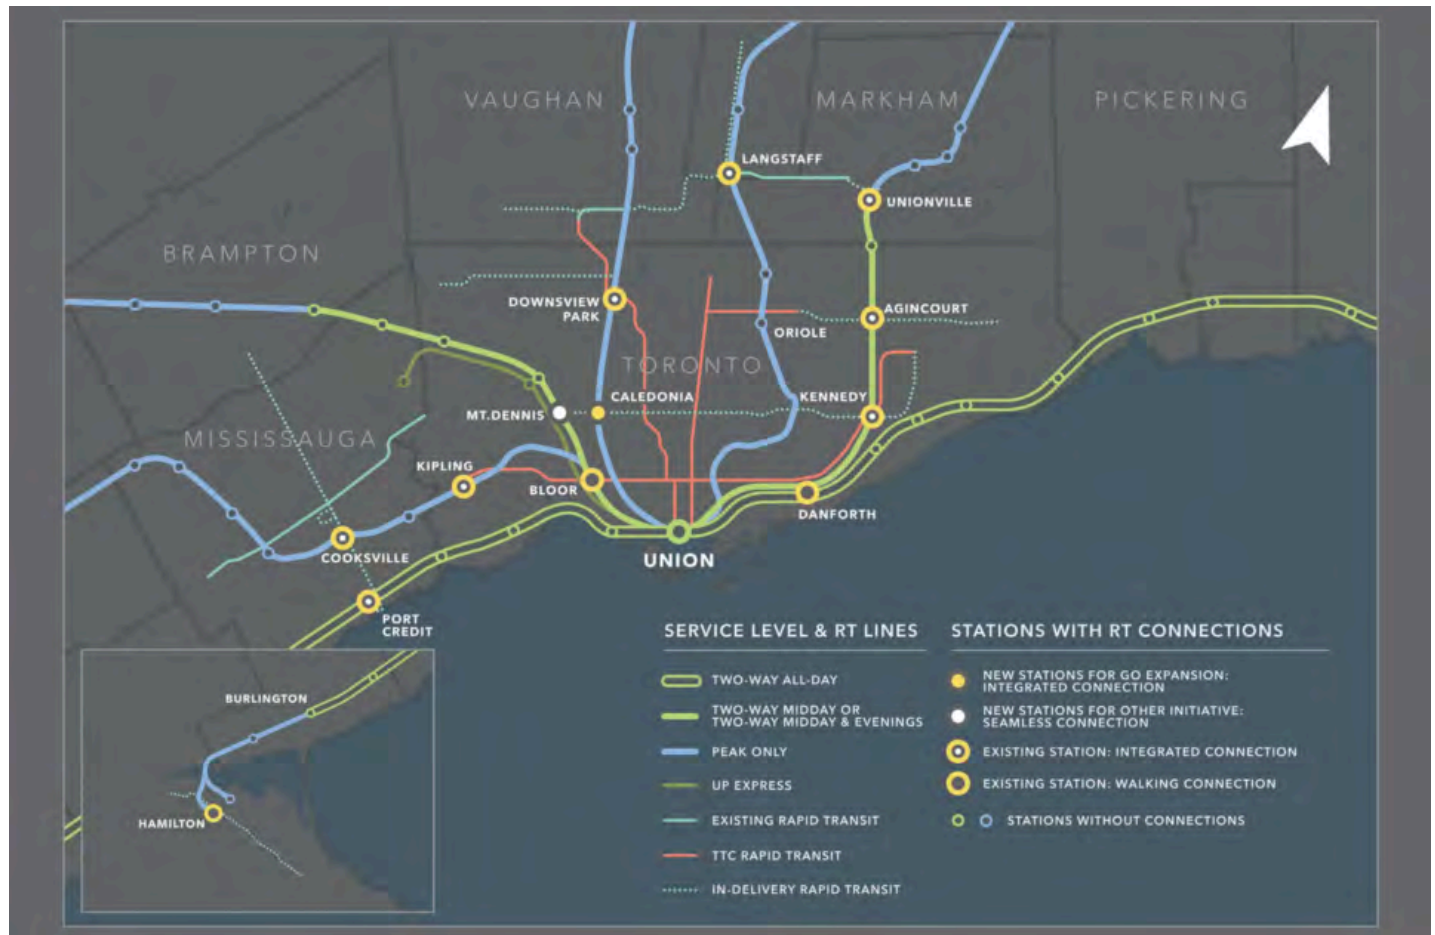 VAUGHAN
MARKHAM
PICKERING
LANGSTAFF
UNIONVILLE
BRAMPTON
DOWNSVIEW
PARK
AGINCOURT
ORIOLE
TORONTO
CALEDONIA
KENNEDY
MT.DENNIS
MISSISSAUGA
KIPLING
BLOOR
DANFORTH
COOKSVILLE
UNION
PORT
CREDIT
BURLINGTON
HAMILTON
SERVICE LEVEL & RT LINES
TWO-WAY ALL-DAY
TWO-WAY MIDDAY OR
TWO-WAY MIDDAY & EVENINGS
PEAK ONLY
UP EXPRESS
EXISTING RAPID TRANSIT
TTC RAPID TRANSIT
IN-DELIVERY RAPID TRANSIT
STATIONS WITH RT CONNECTIONS
NEW STATIONS FOR GO EXPANSION:
INTEGRATED CONNECTION
NEW STATIONS FOR OTHER INITIATIVE:
SEAMLESS CONNECTION
EXISTING STATION: INTEGRATED CONNECTION
EXISTING STATION: WALKING CONNECTION
STATIONS WITHOUT CONNECTIONS